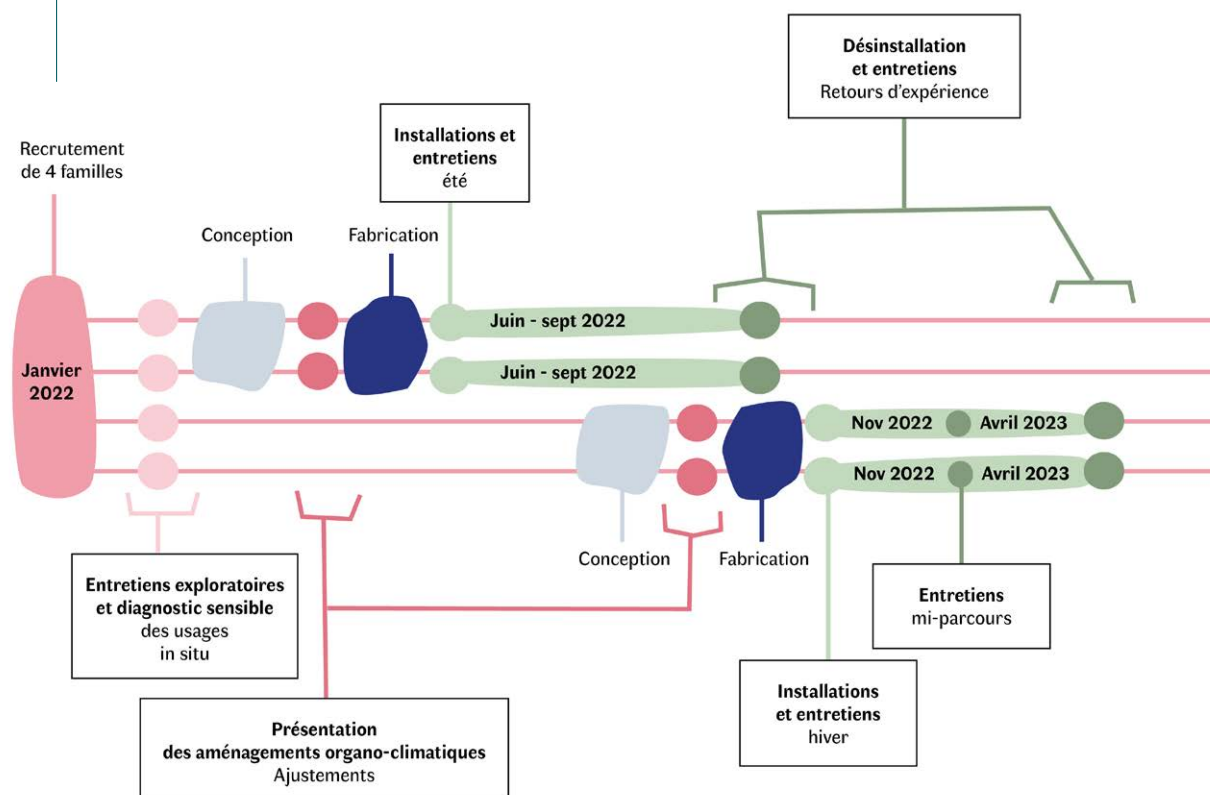 Désinstallation
et entretiens
Retours d'expérience
Installations et
entretiens
été
Recrutement
de 4 familles
Conception
Fabrication
Janvier
2022
Juin - sept 2022
Juin - sept 2022
Nov 2022
Avril 2023
Nov 2022
Avril 2023
Conception
Fabrication
Entretiens exploratoires
et diagnostic sensible
des usages
in situ
Entretiens
mi-parcours
Installations
et entretiens
hiver
Présentation
des aménagements organo-climatiques
Ajustements